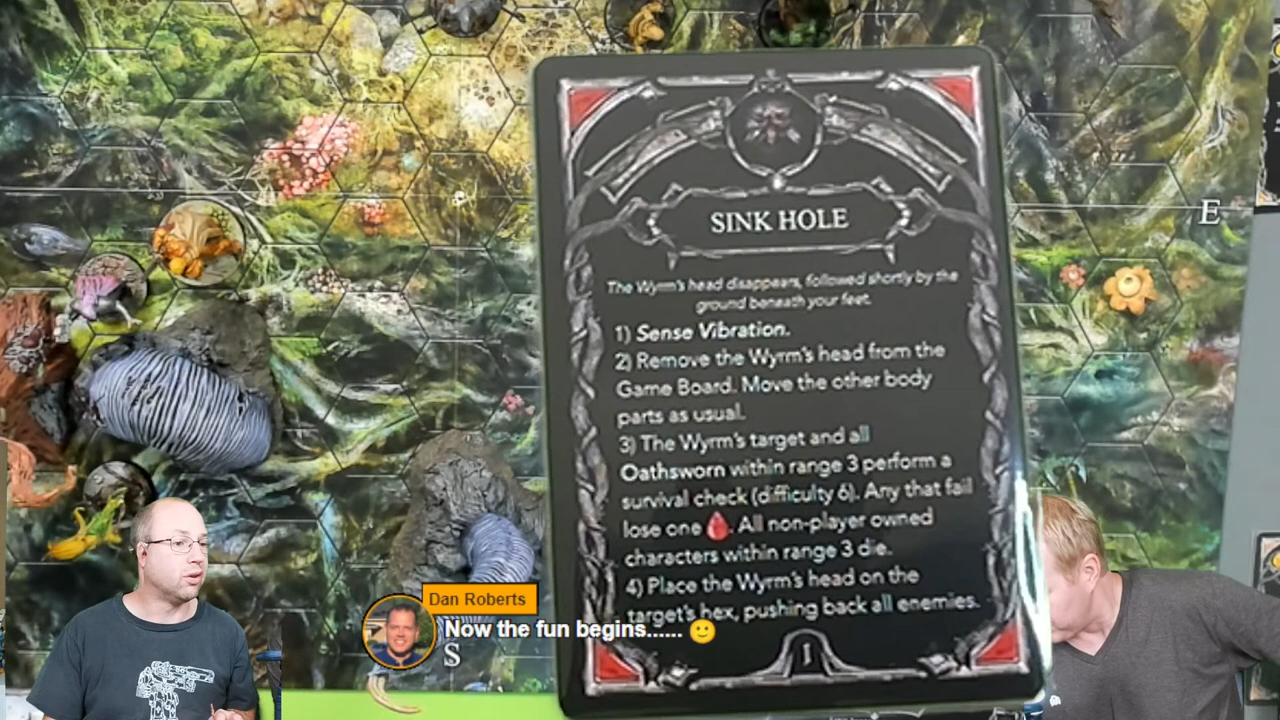 SINK HOLE
The Wyrm's head disappears, followed shortly by the
ground beneath your feet.
1) Sense Vibration.
2) Remove the Wyrm's head from the
Game Board. Move the other body
parts as usual.
3) The Wyrm's target and all
Oathsworn within range 3 perform a
survival check (difficulty 6). Any that fail
lose one 🩸. All non-player owned
characters within range 3 die.
4) Place the Wyrm's head on the
target's hex, pushing back all enemies.
I
E
Dan Roberts
Now the fun begins...... 🙂
S